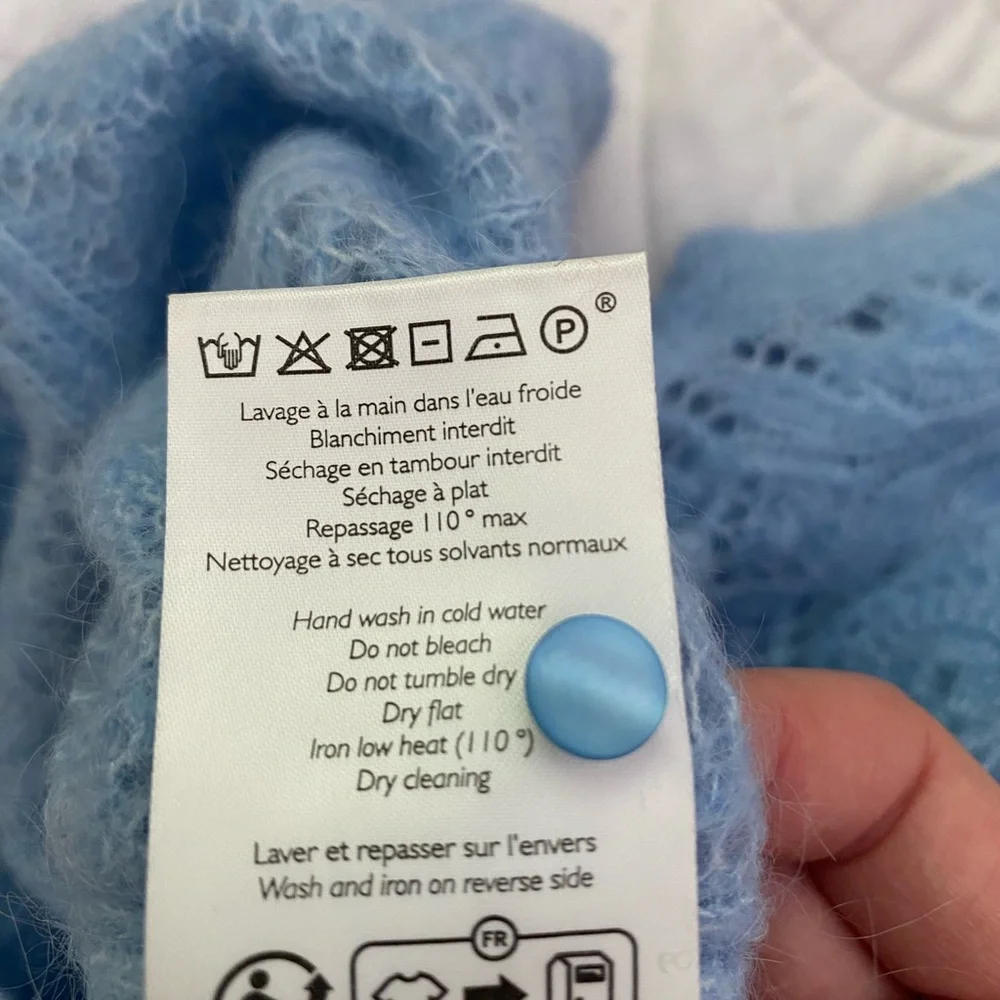 P ®
Lavage à la main dans l'eau froide
Blanchiment interdit
Séchage en tambour interdit
Séchage à plat
Repassage 110° max
Nettoyage à sec tous solvants normaux
Hand wash in cold water
Do not bleach
Do not tumble dry
Dry flat
Iron low heat (110°)
Dry cleaning
Laver et repasser sur l'envers
Wash and iron on reverse side
FR